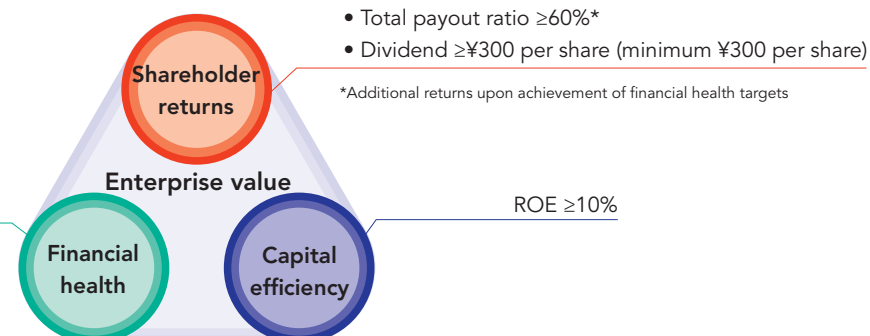 • Total payout ratio ≥60%*
• Dividend ≥¥300 per share (minimum ¥300 per share)
*Additional returns upon achievement of financial health targets
Shareholder
returns
Enterprise value
ROE ≥10%
Financial
health
Capital
efficiency